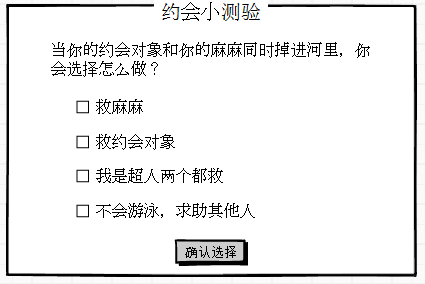 约会小测验
当你的约会对象和你的麻麻同时掉进河里，你
会选择怎么做？
救麻麻
救约会对象
我是超人两个都救
不会游泳，求助其他人
确认选择